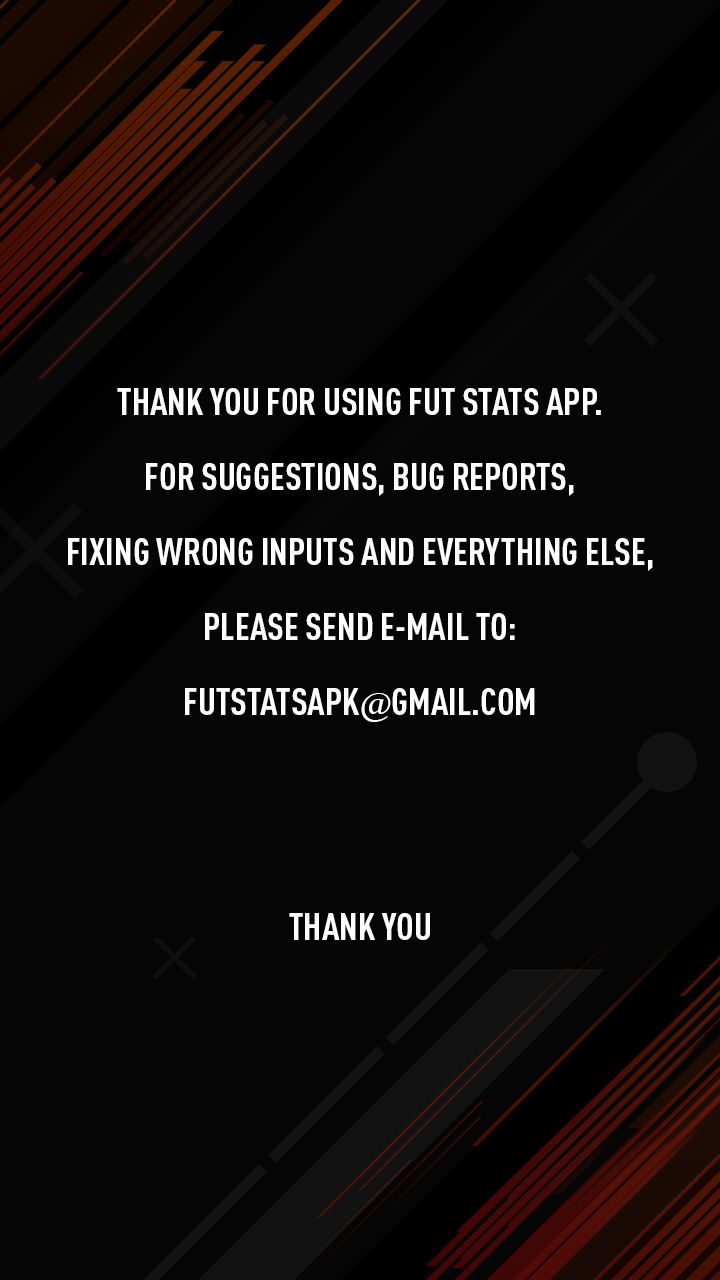 THANK YOU FOR USING FUT STATS APP.
FOR SUGGESTIONS, BUG REPORTS,
FIXING WRONG INPUTS AND EVERYTHING ELSE,
PLEASE SEND E-MAIL TO:
FUTSTATSAPK@GMAIL.COM
THANK YOU